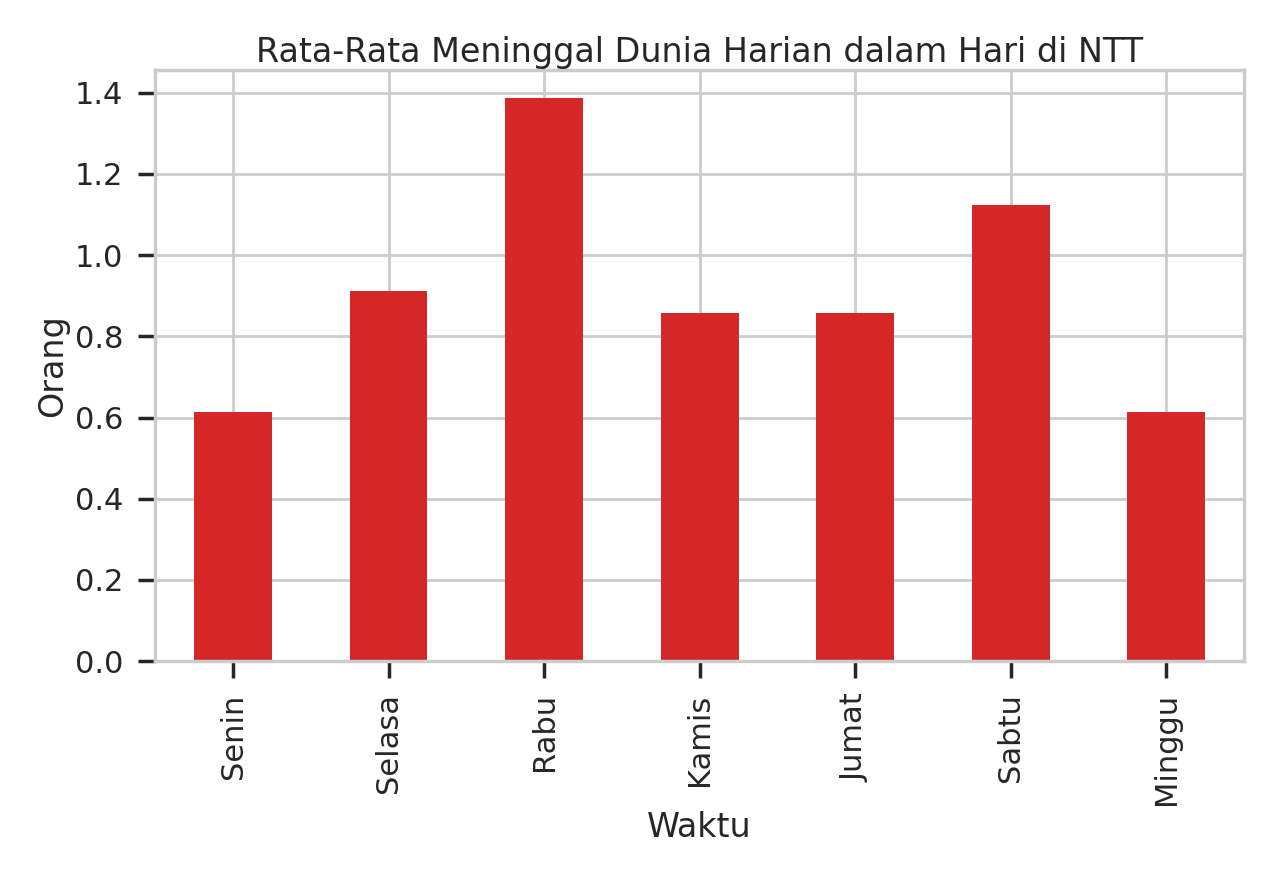 Rata-Rata Meninggal Dunia Harian dalam Hari di NTT
1.4
1.2
1.0
0.8
0.6
0.4
0.2
0.0
Orang
Senin
Selasa
Rabu
Kamis
Jumat
Sabtu
Minggu
Waktu